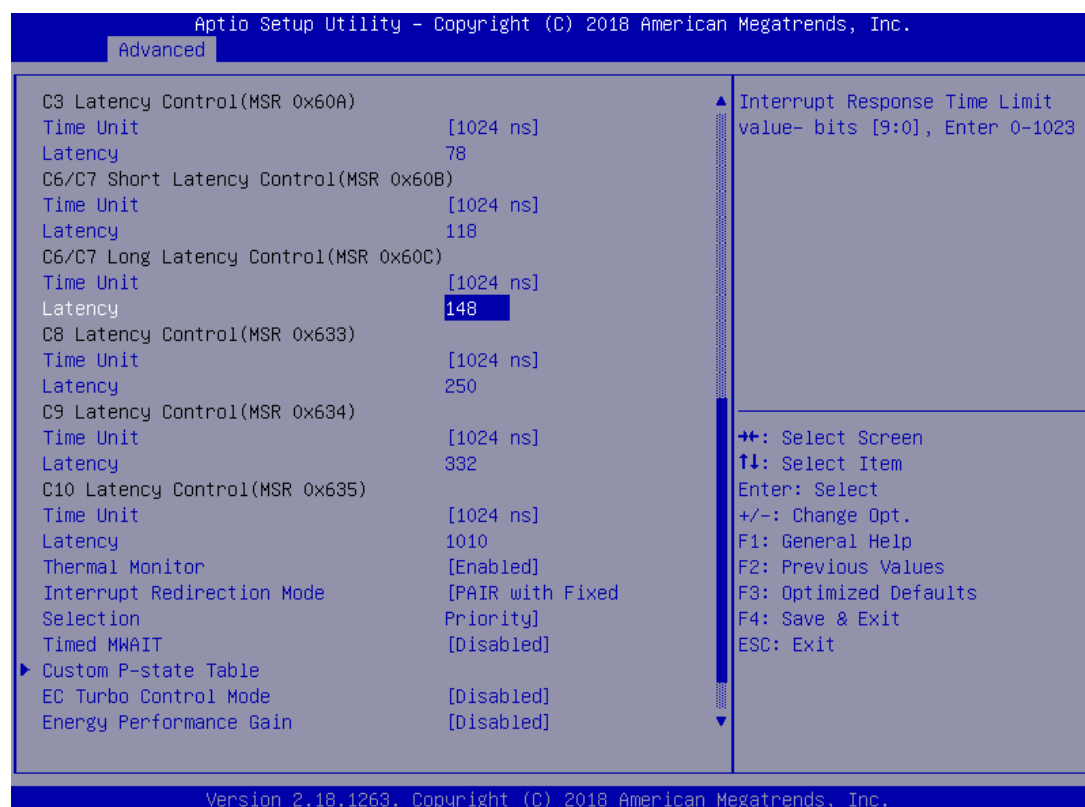 Aptio Setup Utility – Copyright (C) 2018 American Megatrends, Inc.
Advanced
C3 Latency Control(MSR 0x60A)
Time Unit [1024 ns]
Latency 78
C6/C7 Short Latency Control(MSR 0x60B)
Time Unit [1024 ns]
Latency 118
C6/C7 Long Latency Control(MSR 0x60C)
Time Unit [1024 ns]
Latency 148
C8 Latency Control(MSR 0x633)
Time Unit [1024 ns]
Latency 250
C9 Latency Control(MSR 0x634)
Time Unit [1024 ns]
Latency 332
C10 Latency Control(MSR 0x635)
Time Unit [1024 ns]
Latency 1010
Thermal Monitor [Enabled]
Interrupt Redirection Mode [PAIR with Fixed
Selection Priority]
Timed MWAIT [Disabled]
Custom P-state Table
EC Turbo Control Mode [Disabled]
Energy Performance Gain [Disabled]
Interrupt Response Time Limit
value- bits [9:0], Enter 0-1023
→←: Select Screen
↑↓: Select Item
Enter: Select
+/-: Change Opt.
F1: General Help
F2: Previous Values
F3: Optimized Defaults
F4: Save & Exit
ESC: Exit
Version 2.18.1263. Copyright (C) 2018 American Megatrends, Inc.